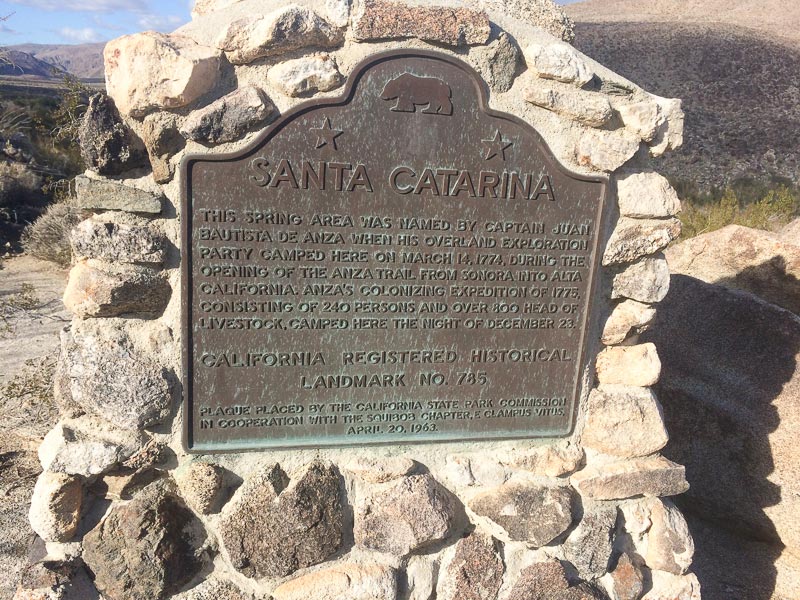 SANTA CATARINA
THIS SPRING AREA WAS NAMED BY CAPTAIN JUAN
BAUTISTA DE ANZA WHEN HIS OVERLAND EXPLORATION
PARTY CAMPED HERE ON MARCH 14, 1774, DURING THE
OPENING OF THE ANZA TRAIL FROM SONORA INTO ALTA
CALIFORNIA. ANZA'S COLONIZING EXPEDITION OF 1775,
CONSISTING OF 240 PERSONS AND OVER 800 HEAD OF
LIVESTOCK, CAMPED HERE THE NIGHT OF DECEMBER 23.
CALIFORNIA REGISTERED HISTORICAL
LANDMARK NO. 785
PLAQUE PLACED BY THE CALIFORNIA STATE PARK COMMISSION
IN COOPERATION WITH THE SQUIBOB CHAPTER, E CLAMPUS VITUS,
APRIL 20, 1963.